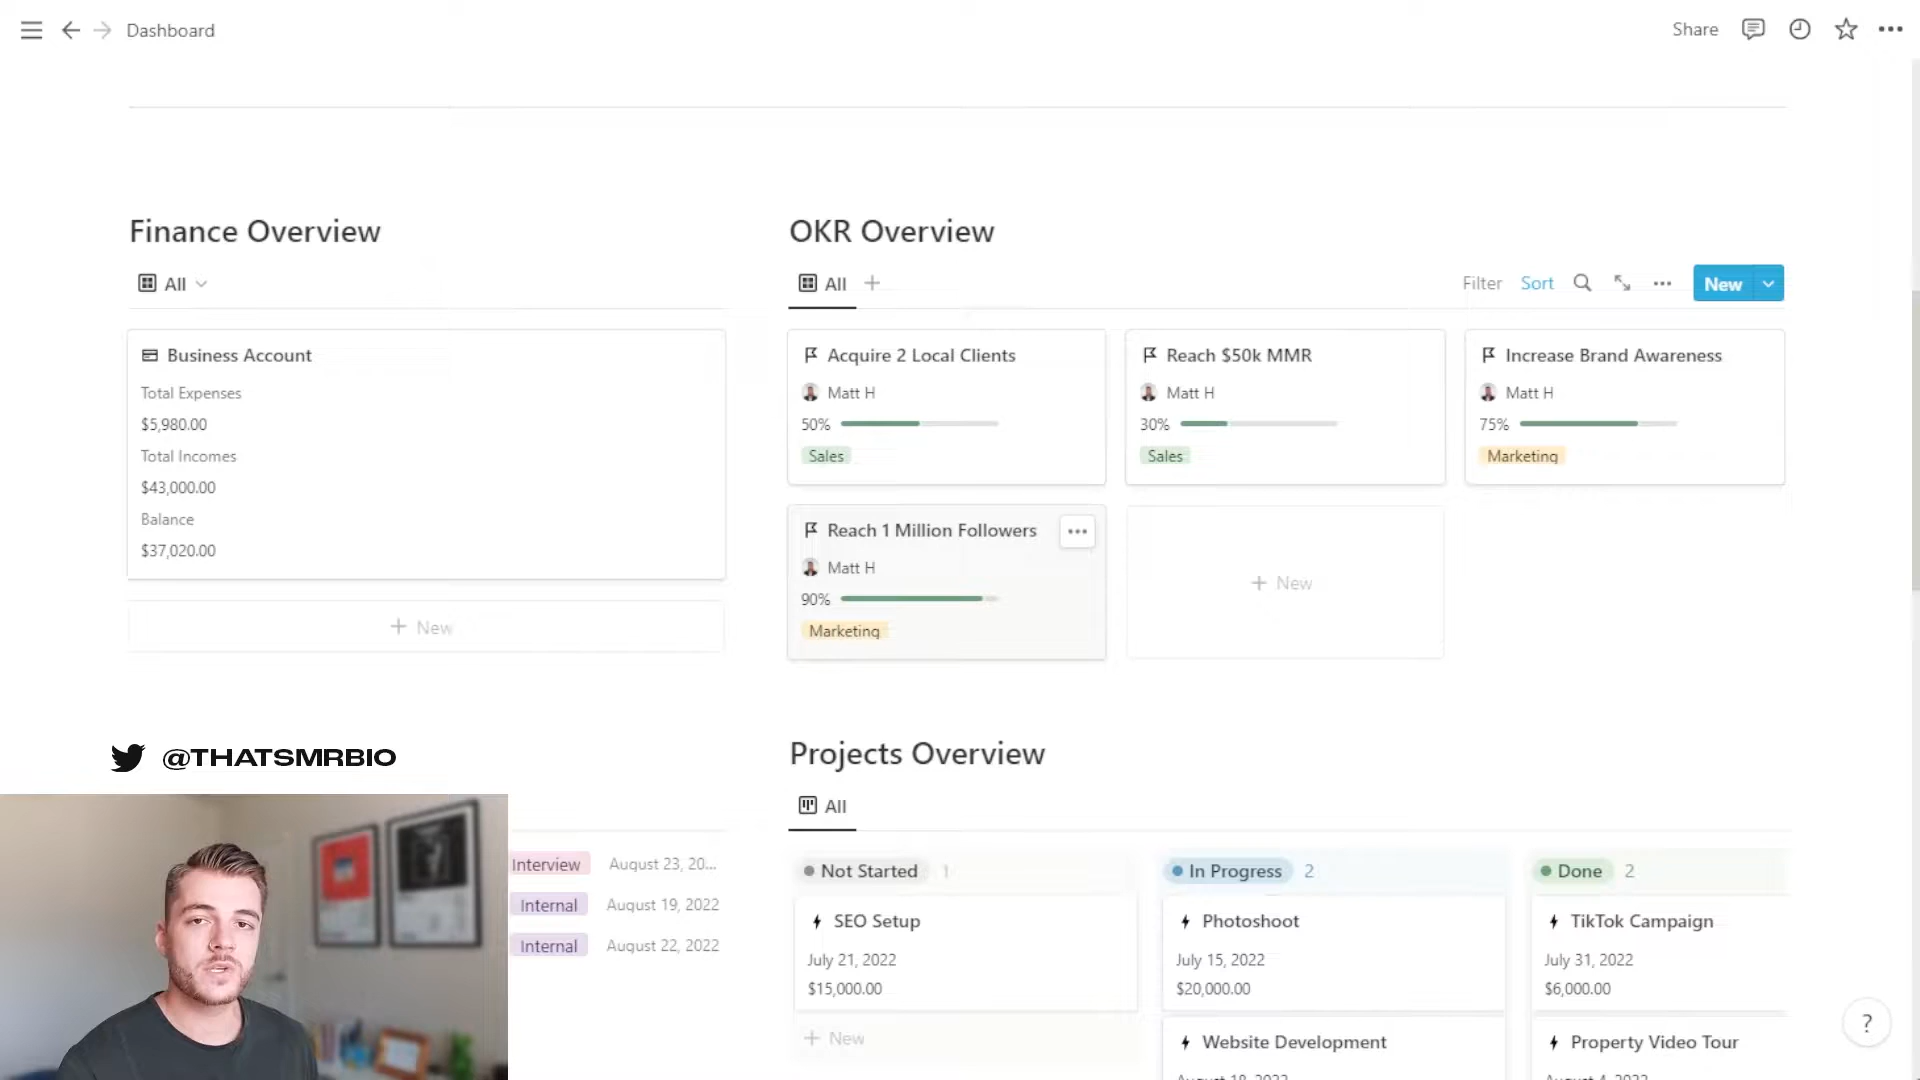 Dashboard
Share
Finance Overview
All
Business Account
Total Expenses
$5,980.00
Total Incomes
$43,000.00
Balance
$37,020.00
+ New
OKR Overview
All +
Filter Sort New
Acquire 2 Local Clients
Matt H
50%
Sales
Reach $50k MMR
Matt H
30%
Sales
Increase Brand Awareness
Matt H
75%
Marketing
Reach 1 Million Followers
Matt H
90%
Marketing
+ New
@THATSMRBIO
Interview August 23, 20...
Internal August 19, 2022
Internal August 22, 2022
Projects Overview
All
Not Started 1
SEO Setup
July 21, 2022
$15,000.00
+ New
In Progress 2
Photoshoot
July 15, 2022
$20,000.00
Website Development
Done 2
TikTok Campaign
July 31, 2022
$6,000.00
Property Video Tour
?